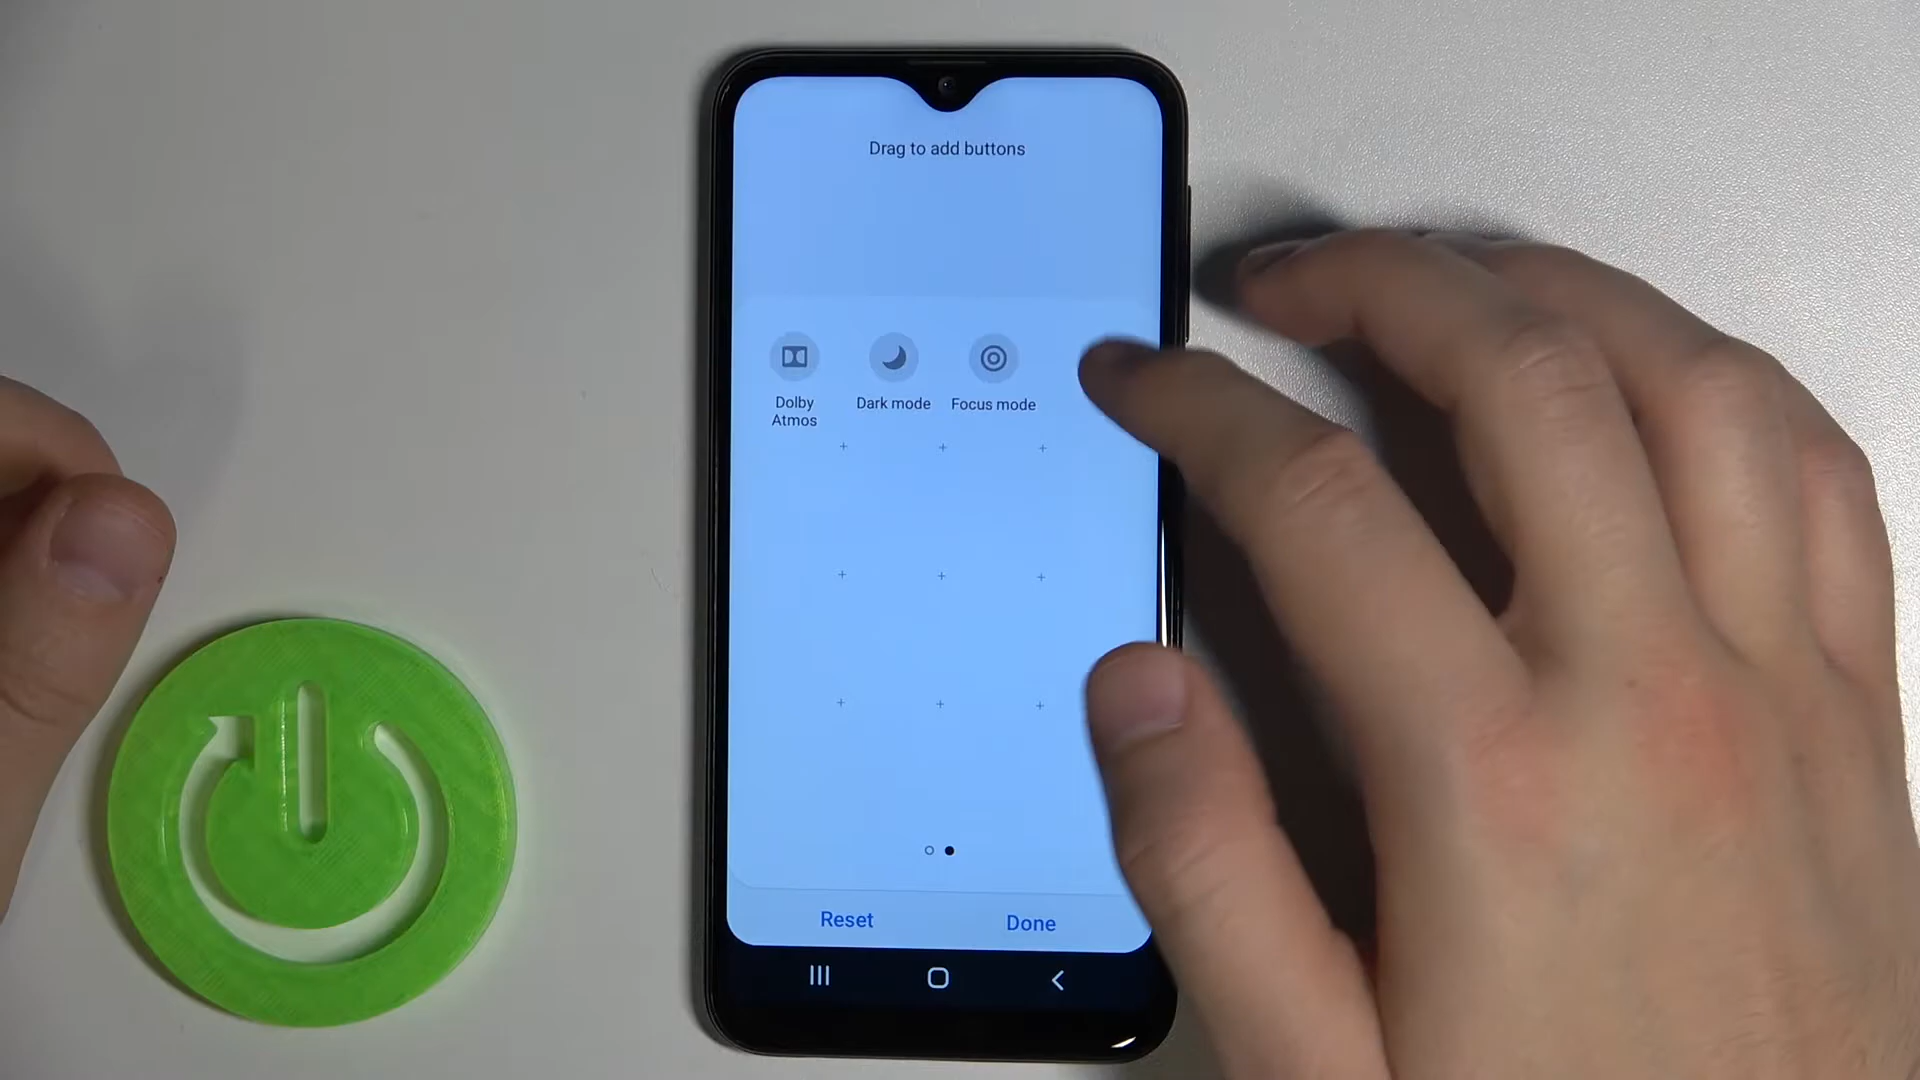 Drag to add buttons
Dolby
Atmos
Dark mode
Focus mode
Reset
Done